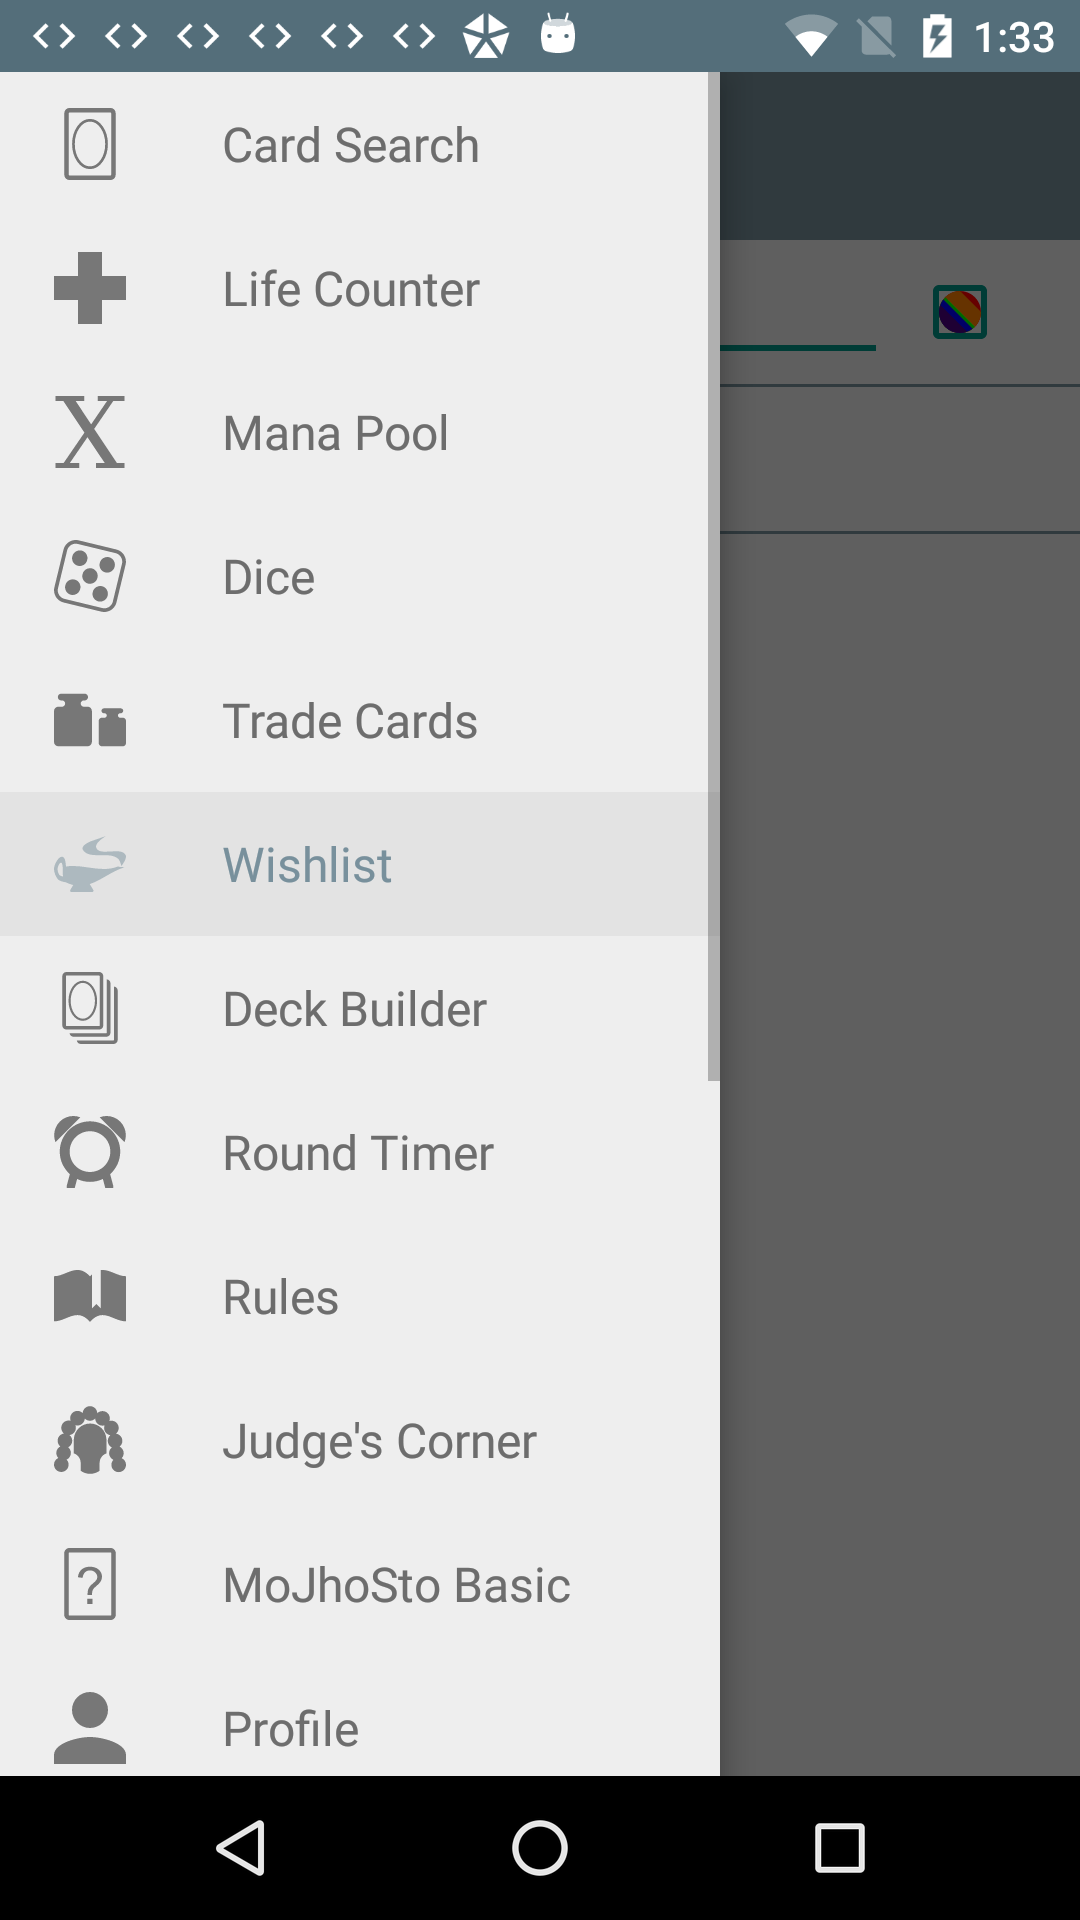 1:33
Card Search
Life Counter
X
Mana Pool
Dice
Trade Cards
Wishlist
Deck Builder
Round Timer
Rules
Judge's Corner
?
MoJhoSto Basic
Profile